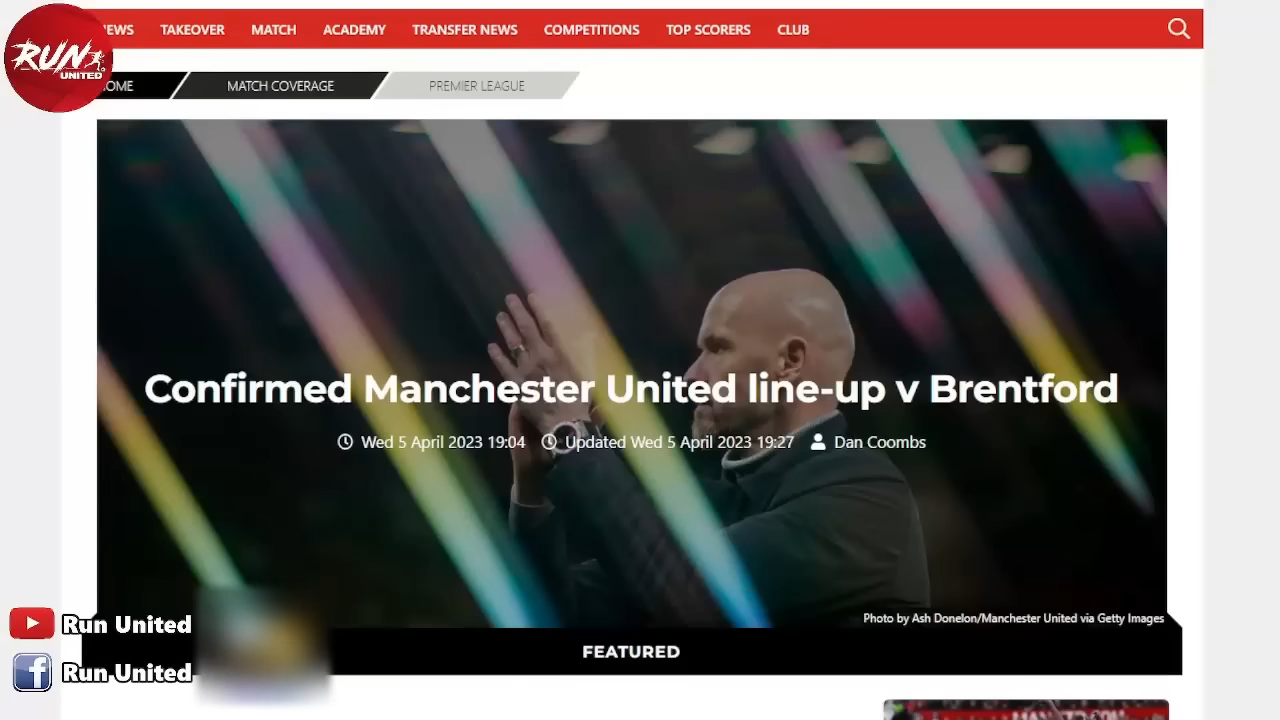 NEWS TAKEOVER MATCH ACADEMY TRANSFER NEWS COMPETITIONS TOP SCORERS CLUB
RUN
UNITED
OME MATCH COVERAGE PREMIER LEAGUE
Confirmed Manchester United line-up v Brentford
Wed 5 April 2023 19:04 Updated Wed 5 April 2023 19:27 Dan Coombs
Photo by Ash Donelon/Manchester United via Getty Images
Run United
FEATURED
Run United